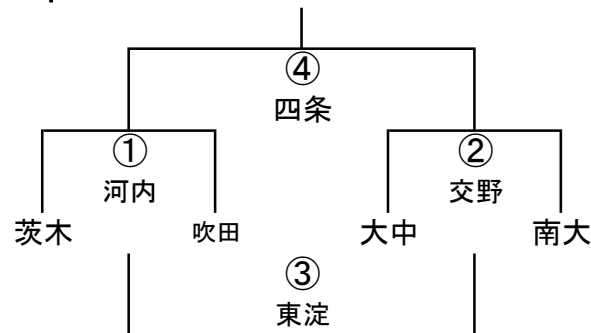 ④
四条
①
②
河内
交野
茨木
吹田
大中
南大
③
東淀